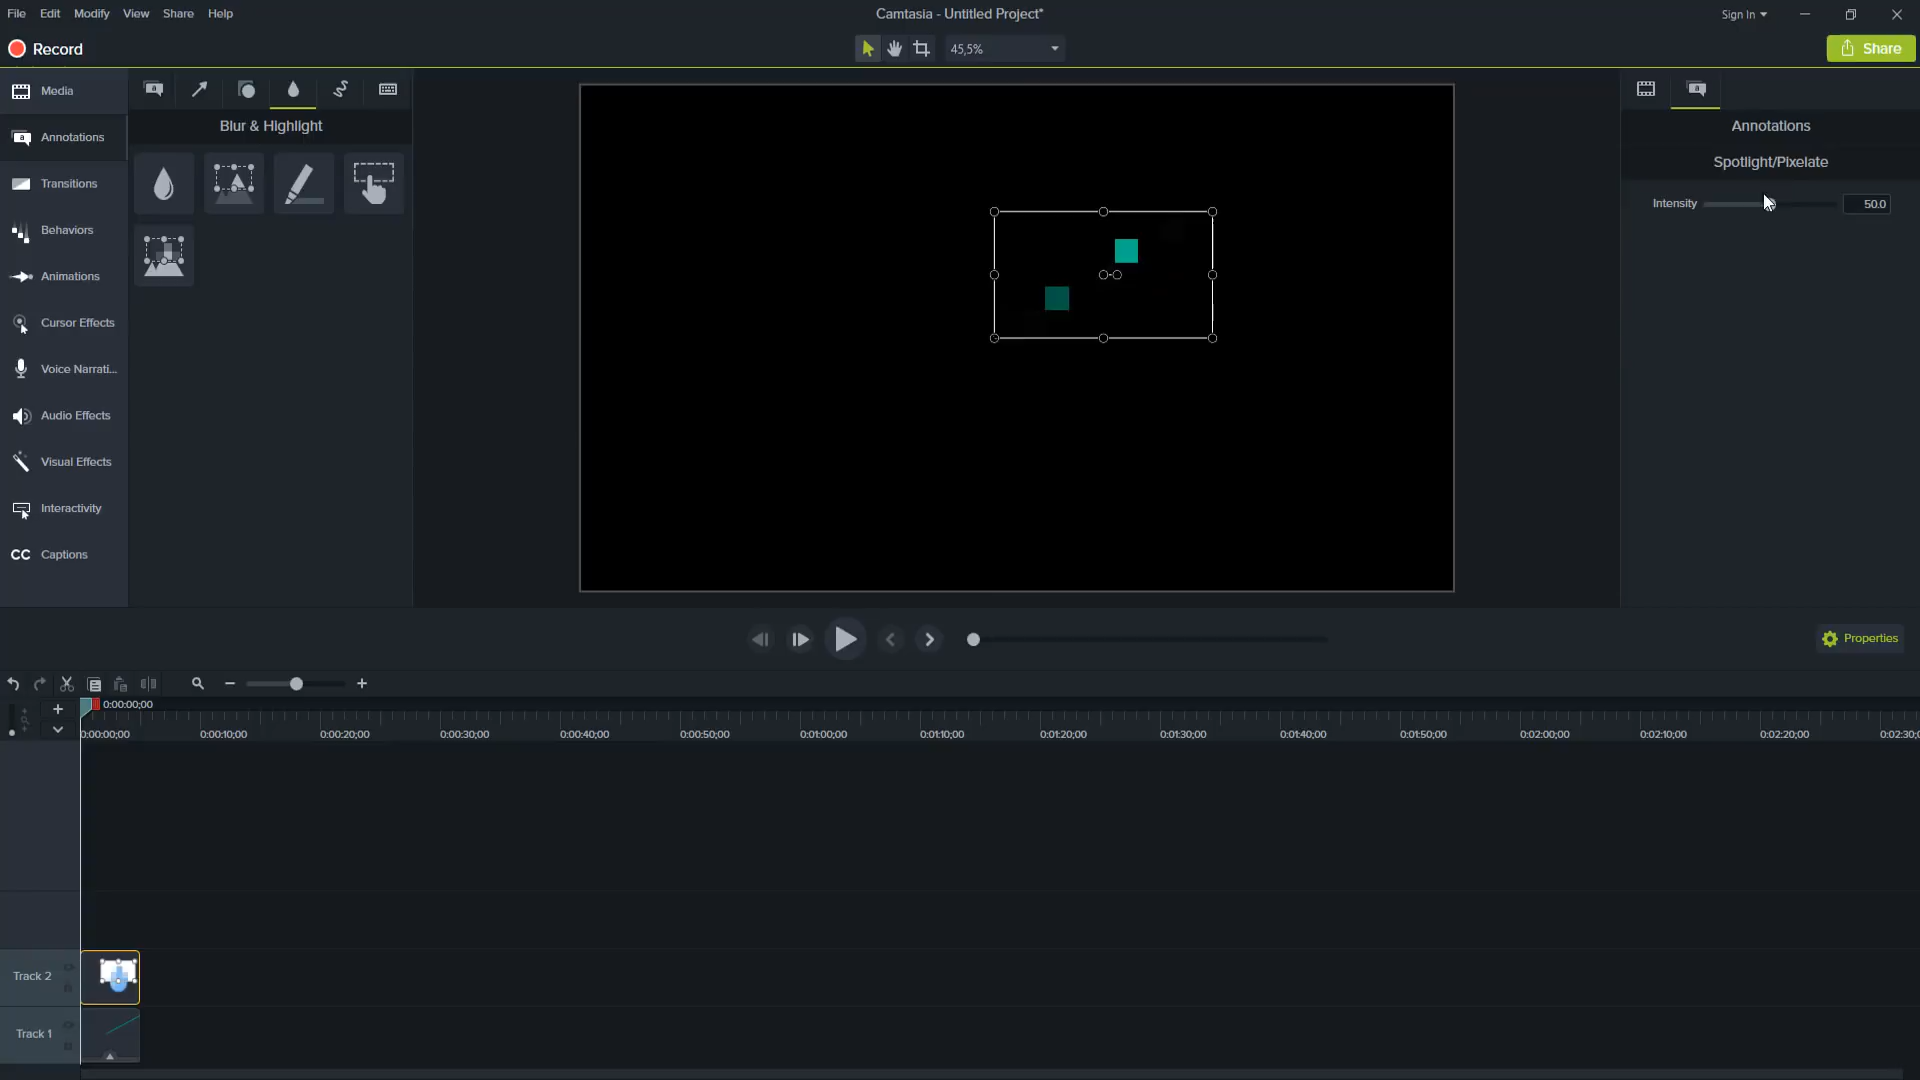 File Edit Modify View Share Help
Camtasia - Untitled Project*
Sign In
Record
45,5%
Share
Media
Annotations
Transitions
Behaviors
Animations
Cursor Effects
Voice Narrati...
Audio Effects
Visual Effects
Interactivity
CC Captions
Blur & Highlight
Annotations
Spotlight/Pixelate
Intensity 50.0
Properties
0:00:00;00
0:00:00;00 0:00:10;00 0:00:20;00 0:00:30;00 0:00:40;00 0:00:50;00 0:01:00;00 0:01:10;00 0:01:20;00 0:01:30;00 0:01:40;00 0:01:50;00 0:02:00;00 0:02:10;00 0:02:20;00 0:02:30;0
Track 2
Track 1